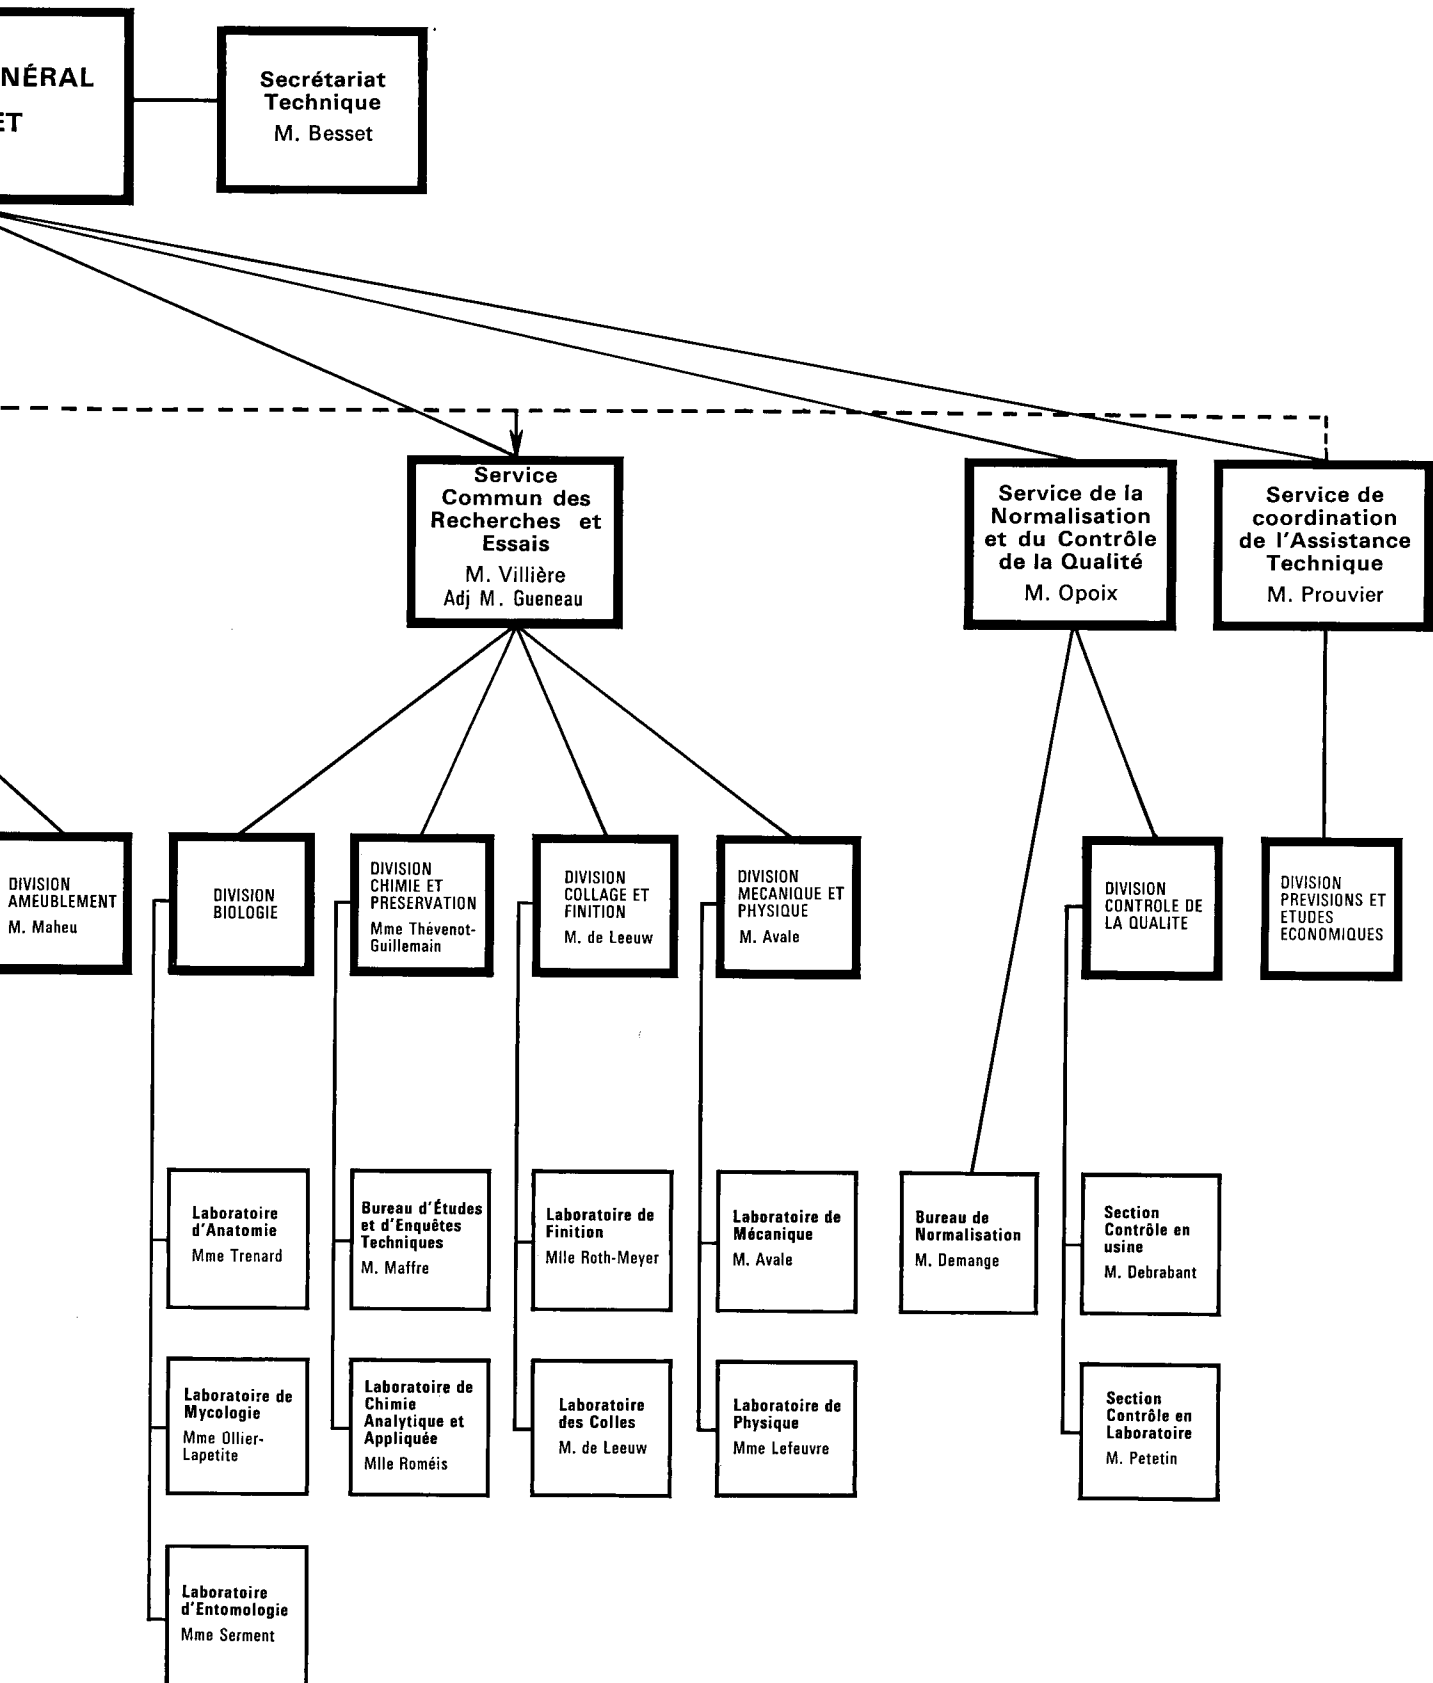 NÉRAL
ET
Secrétariat
Technique
M. Besset
Service
Commun des
Recherches et
Essais
M. Villière
Adj M. Gueneau
Service de la
Normalisation
et du Contrôle
de la Qualité
M. Opoix
Service de
coordination
de l'Assistance
Technique
M. Prouvier
DIVISION
AMEUBLEMENT
M. Maheu
DIVISION
BIOLOGIE
DIVISION
CHIMIE ET
PRESERVATION
Mme Thévenot-
Guillemain
DIVISION
COLLAGE ET
FINITION
M. de Leeuw
DIVISION
MECANIQUE ET
PHYSIQUE
M. Avale
DIVISION
CONTROLE DE
LA QUALITE
DIVISION
PREVISIONS ET
ETUDES
ECONOMIQUES
Laboratoire
d'Anatomie
Mme Trenard
Bureau d'Études
et d'Enquêtes
Techniques
M. Maffre
Laboratoire de
Finition
Mlle Roth-Meyer
Laboratoire de
Mécanique
M. Avale
Bureau de
Normalisation
M. Demange
Section
Contrôle en
usine
M. Debrabant
Laboratoire de
Mycologie
Mme Ollier-
Lapetite
Laboratoire de
Chimie
Analytique et
Appliquée
Mlle Roméis
Laboratoire
des Colles
M. de Leeuw
Laboratoire de
Physique
Mme Lefeuvre
Section
Contrôle en
Laboratoire
M. Petetin
Laboratoire
d'Entomologie
Mme Serment